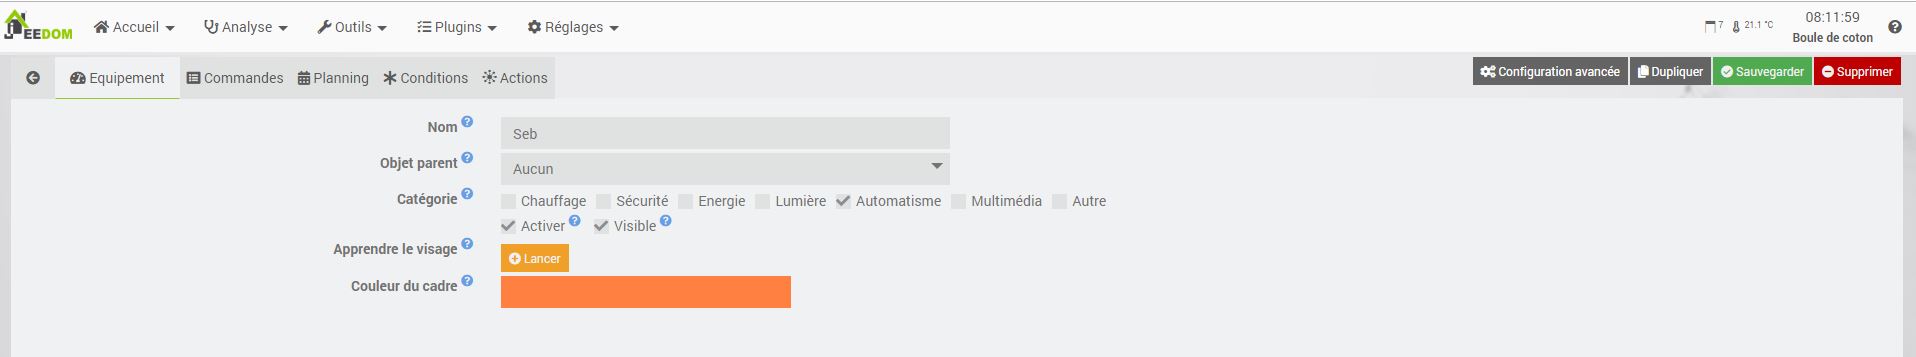 JEEDOM Accueil Analyse Outils Plugins Réglages 7 21.1 °C 08:11:59
Boule de coton
Equipement Commandes Planning Conditions Actions Configuration avancée Dupliquer Sauvegarder Supprimer
Nom Seb
Objet parent Aucun
Catégorie Chauffage Sécurité Energie Lumière Automatisme Multimédia Autre
Activer Visible
Apprendre le visage Lancer
Couleur du cadre